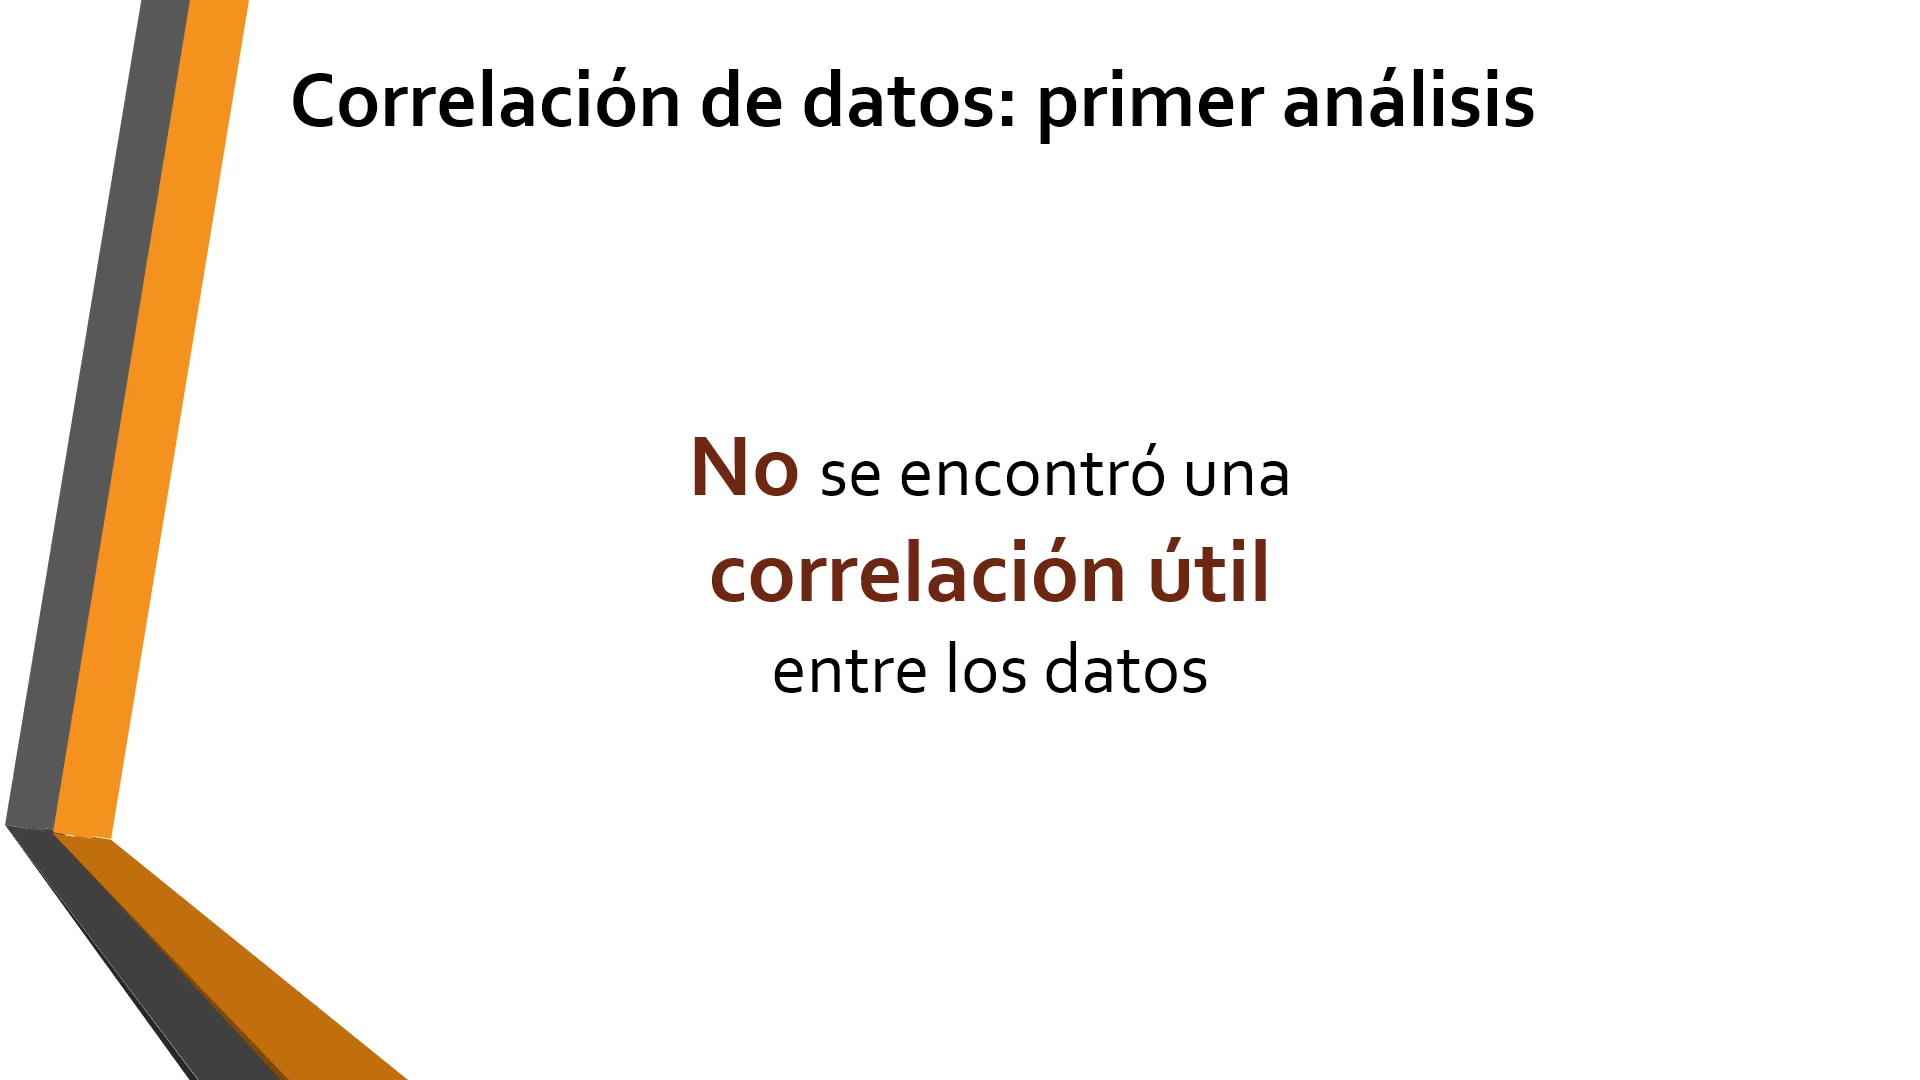 Correlación de datos: primer análisis
No se encontró una
correlación útil
entre los datos